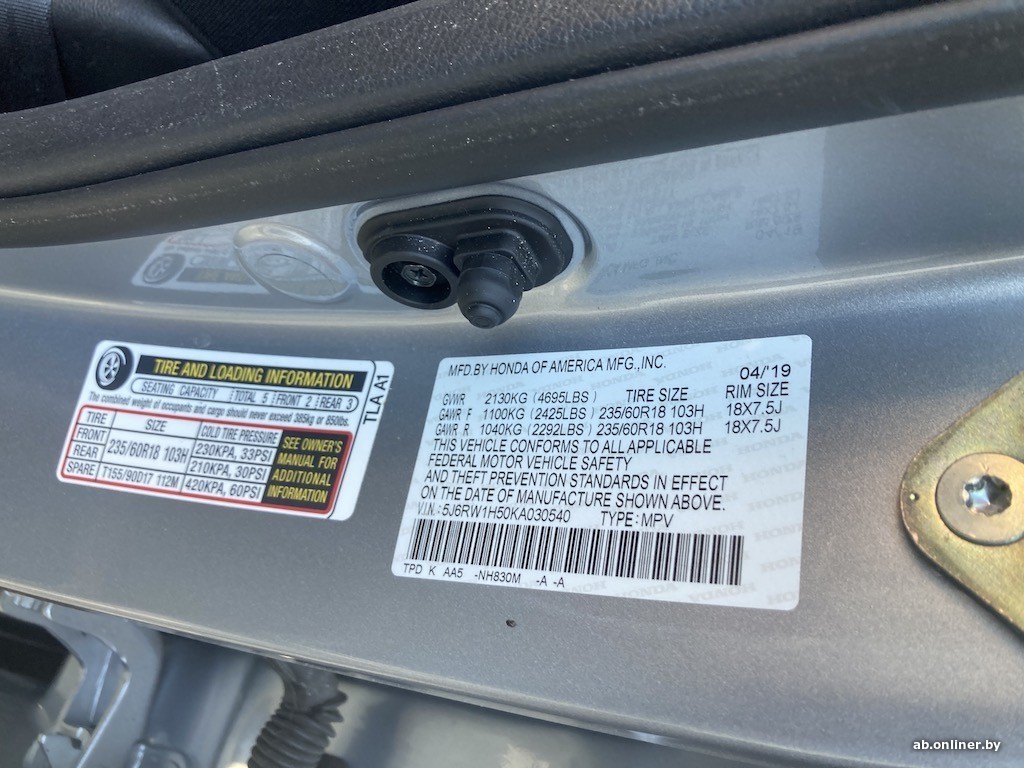 TIRE AND LOADING INFORMATION
SEATING CAPACITY TOTAL 5 FRONT 2 REAR 3
The combined weight of occupants and cargo should never exceed 385kg or 850lbs.
TIRE SIZE COLD TIRE PRESSURE
FRONT 235/60R18 103H 230KPA, 33PSI
REAR 210KPA, 30PSI
SPARE T155/90D17 112M 420KPA, 60PSI
SEE OWNER'S
MANUAL FOR
ADDITIONAL
INFORMATION
TLA A1
MFD.BY HONDA OF AMERICA MFG.,INC.
04/'19
GVWR 2130KG (4695LBS) TIRE SIZE RIM SIZE
GAWR F 1100KG (2425LBS) 235/60R18 103H 18X7.5J
GAWR R 1040KG (2292LBS) 235/60R18 103H 18X7.5J
THIS VEHICLE CONFORMS TO ALL APPLICABLE
FEDERAL MOTOR VEHICLE SAFETY
AND THEFT PREVENTION STANDARDS IN EFFECT
ON THE DATE OF MANUFACTURE SHOWN ABOVE.
V.I.N.: 5J6RW1H50KA030540 TYPE: MPV
TPD K AA5 -NH830M -A -A
ab.onliner.by